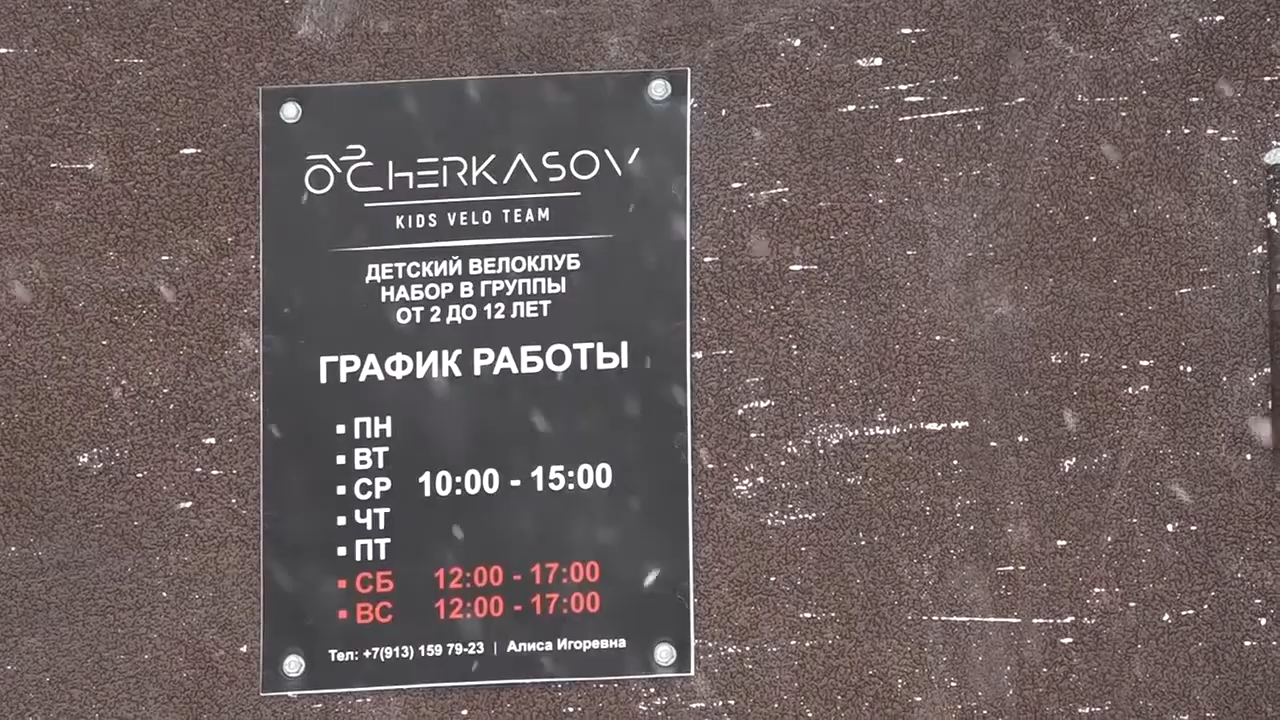 CHERKASOV
KIDS VELO TEAM
ДЕТСКИЙ ВЕЛОКЛУБ
НАБОР В ГРУППЫ
ОТ 2 ДО 12 ЛЕТ
ГРАФИК РАБОТЫ
▪ ПН
▪ ВТ
▪ СР 10:00 - 15:00
▪ ЧТ
▪ ПТ
▪ СБ 12:00 - 17:00
▪ ВС 12:00 - 17:00
Тел: +7(913) 159 79-23 | Алиса Игоревна